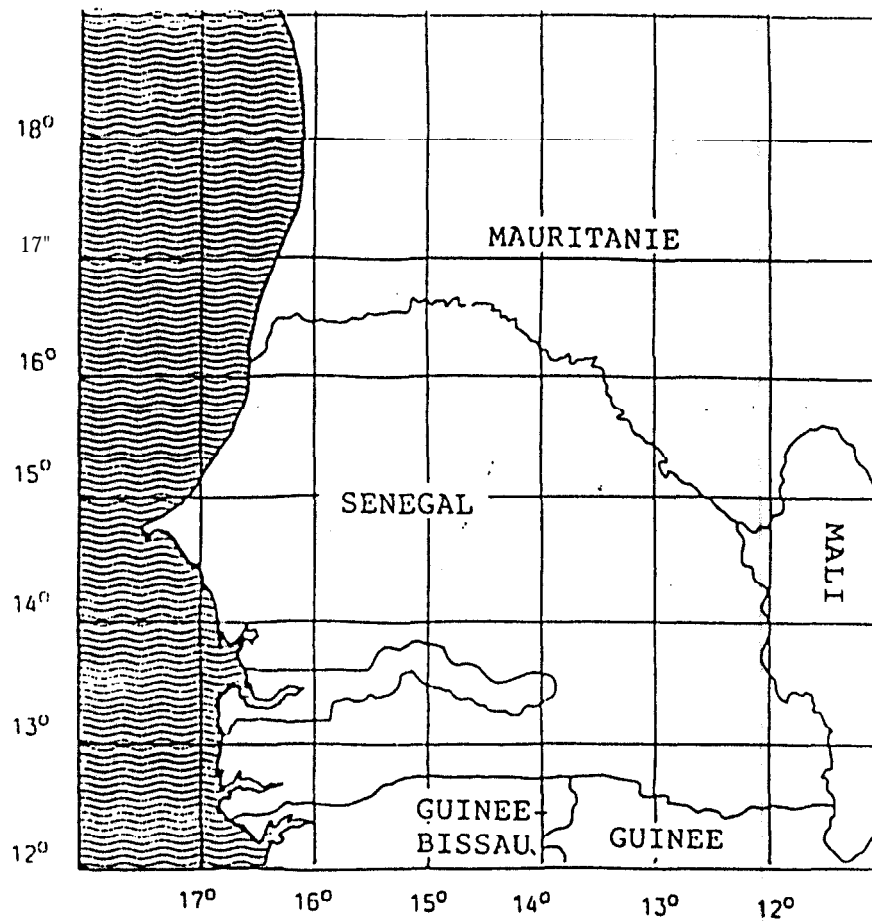 18°
17"
MAURITANIE
16°
15°
SENEGAL
MALI
14°
13°
GUINEE
BISSAU
GUINEE
12°
17° 16° 15° 14° 13° 12°